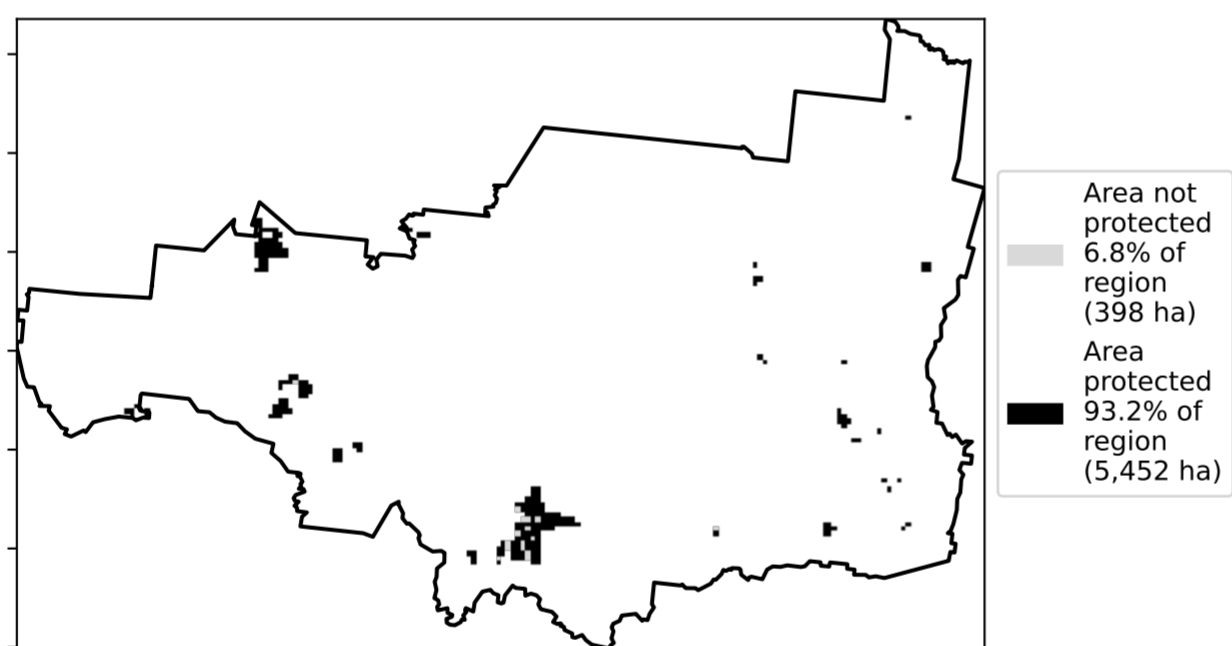 Area not
protected
6.8% of
region
(398 ha)
Area
protected
93.2% of
region
(5,452 ha)